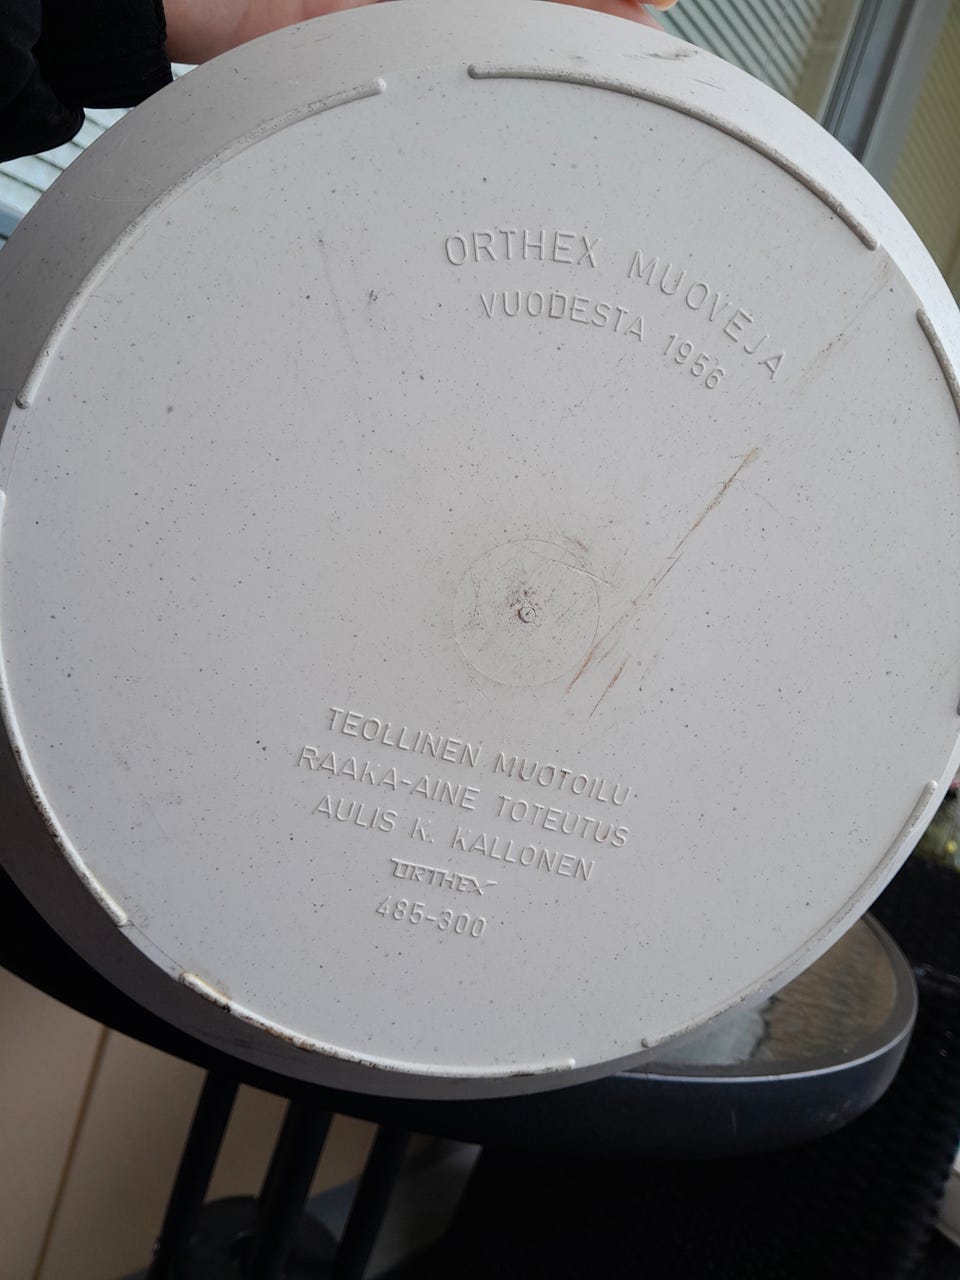 ORTHEX MUOVEJA
VUODESTA 1956
TEOLLINEN MUOTOILU
RAAKA-AINE TOTEUTUS
AULIS K. KALLONEN
ORTHEX
485-300